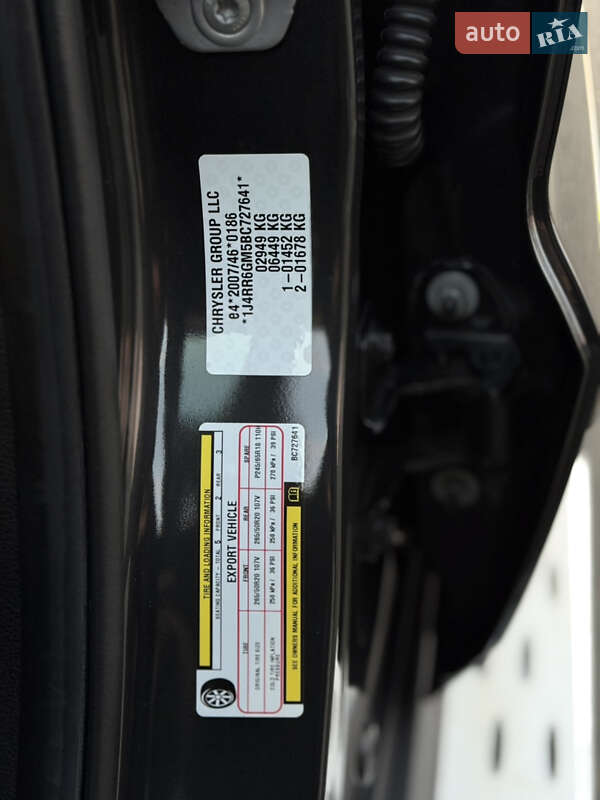 auto RIA.com
CHRYSLER GROUP LLC
e4*2007/46*0186
*1J4RR6GM5BC727641*
02949 KG
06449 KG
1-01452 KG
2-01678 KG
TIRE AND LOADING INFORMATION
SEATING CAPACITY - TOTAL 5 FRONT 2 REAR 3
EXPORT VEHICLE
TIRE FRONT REAR SPARE
ORIGINAL TIRE SIZE 265/50R20 107V 265/50R20 107V P245/65R18 110H
COLD TIRE INFLATION PRESSURE 250 kPa / 36 PSI 250 kPa / 36 PSI 270 kPa / 39 PSI
SEE OWNERS MANUAL FOR ADDITIONAL INFORMATION
BC727641